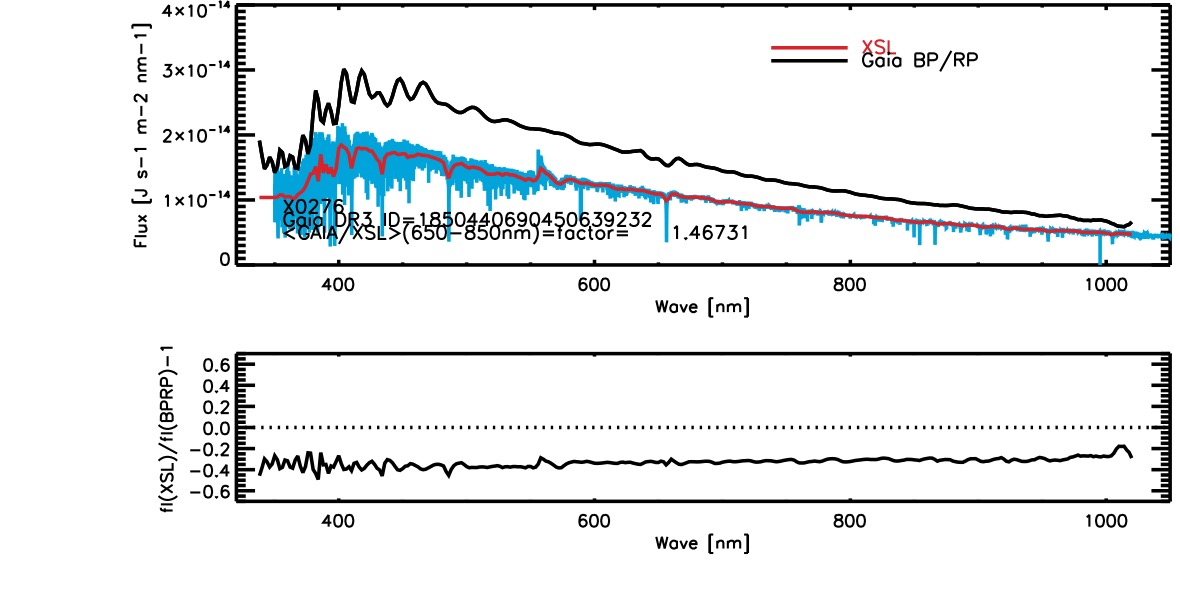 4×10⁻¹⁴
3×10⁻¹⁴
2×10⁻¹⁴
1×10⁻¹⁴
0
Flux [J s−1 m−2 nm−1]
XSL
Gaia BP/RP
X0276
Gaia DR3 ID=1850440690450639232
<GAIA/XSL>(650−850nm)=factor= 1.46731
400 600 800 1000
Wave [nm]
fl(XSL)/fl(BPRP)−1
0.6
0.4
0.2
0.0
−0.2
−0.4
−0.6
400 600 800 1000
Wave [nm]